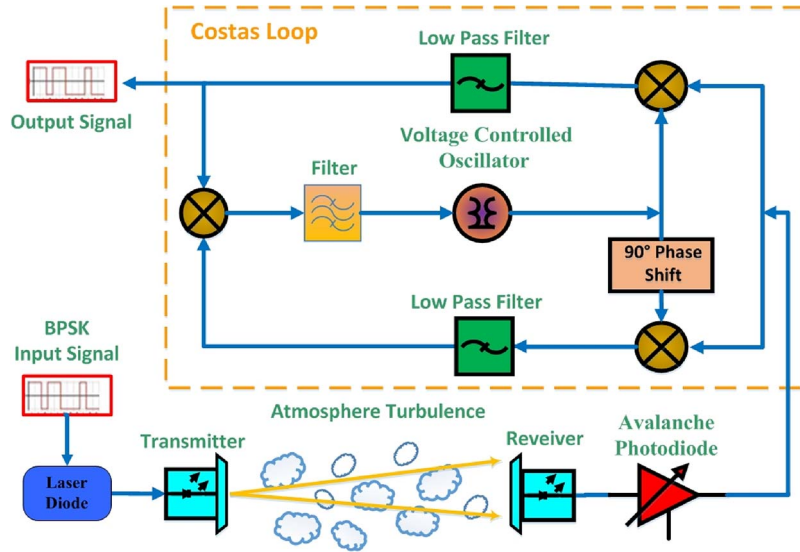 Costas Loop
Low Pass Filter
Output Signal
Voltage Controlled
Oscillator
Filter
90° Phase
Shift
Low Pass Filter
BPSK
Input Signal
Atmosphere Turbulence
Transmitter
Reveiver
Avalanche
Photodiode
Laser
Diode